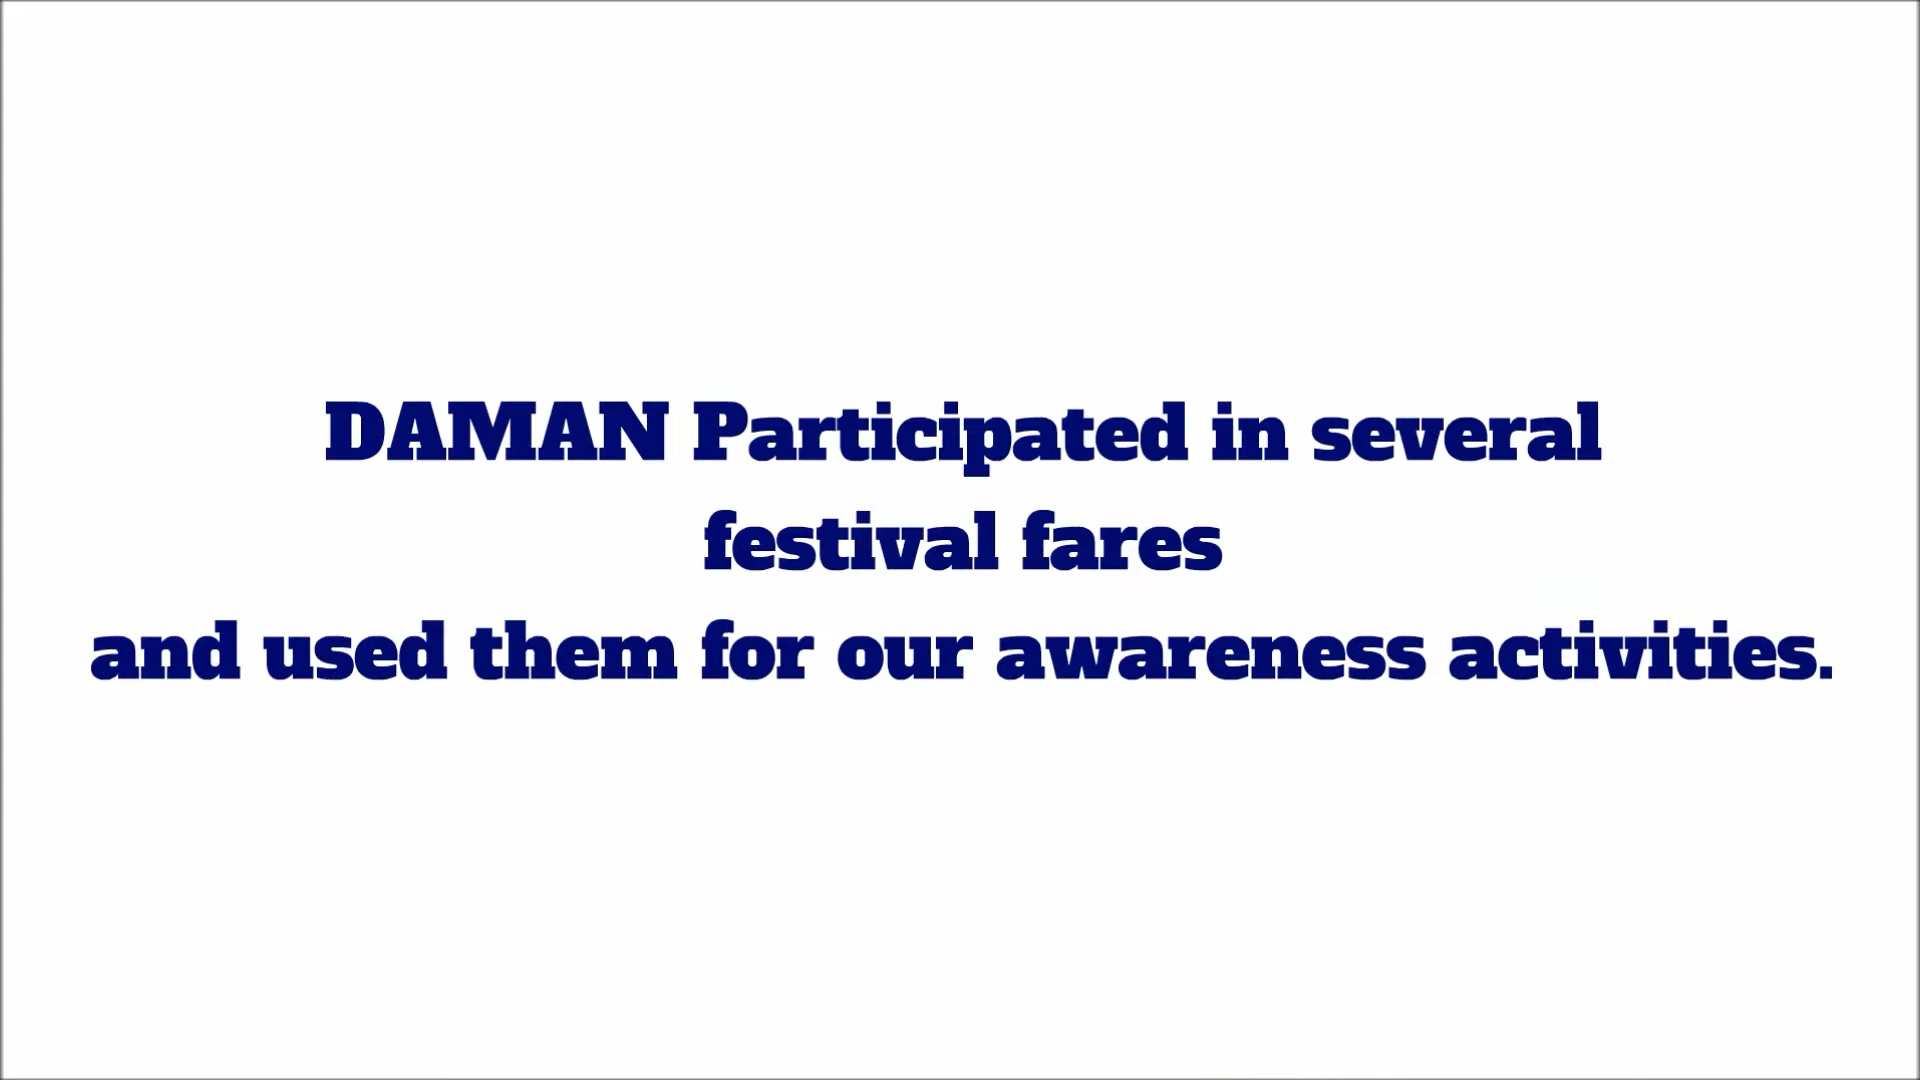 DAMAN Participated in several
festival fares
and used them for our awareness activities.